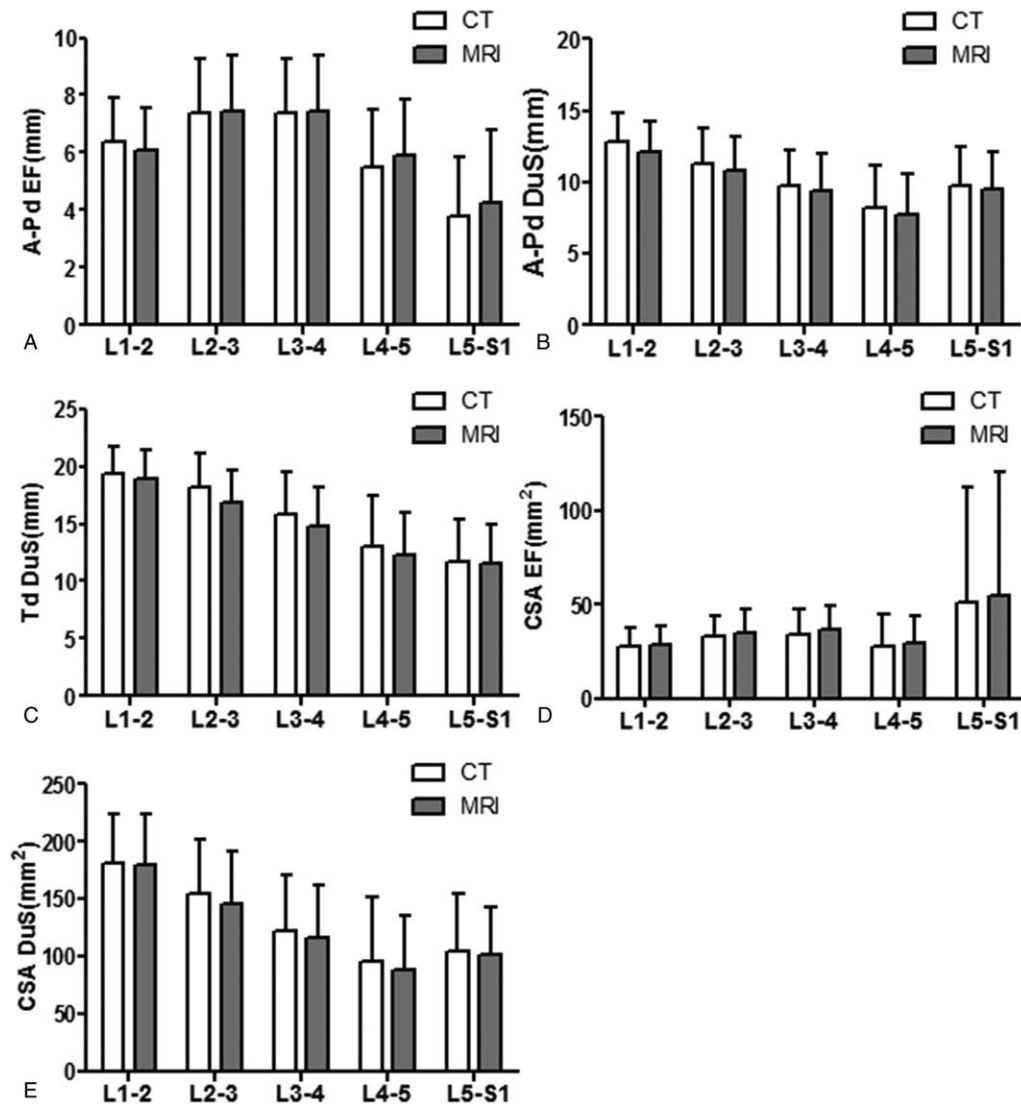 CT
MRI
A-Pd EF(mm)
10
8
6
4
2
0
L1-2 L2-3 L3-4 L4-5 L5-S1
A
CT
MRI
A-Pd DuS(mm)
20
15
10
5
0
L1-2 L2-3 L3-4 L4-5 L5-S1
B
CT
MRI
Td DuS(mm)
25
20
15
10
5
0
L1-2 L2-3 L3-4 L4-5 L5-S1
C
CT
MRI
CSA EF(mm²)
150
100
50
0
L1-2 L2-3 L3-4 L4-5 L5-S1
D
CT
MRI
CSA DuS(mm²)
250
200
150
100
50
0
L1-2 L2-3 L3-4 L4-5 L5-S1
E